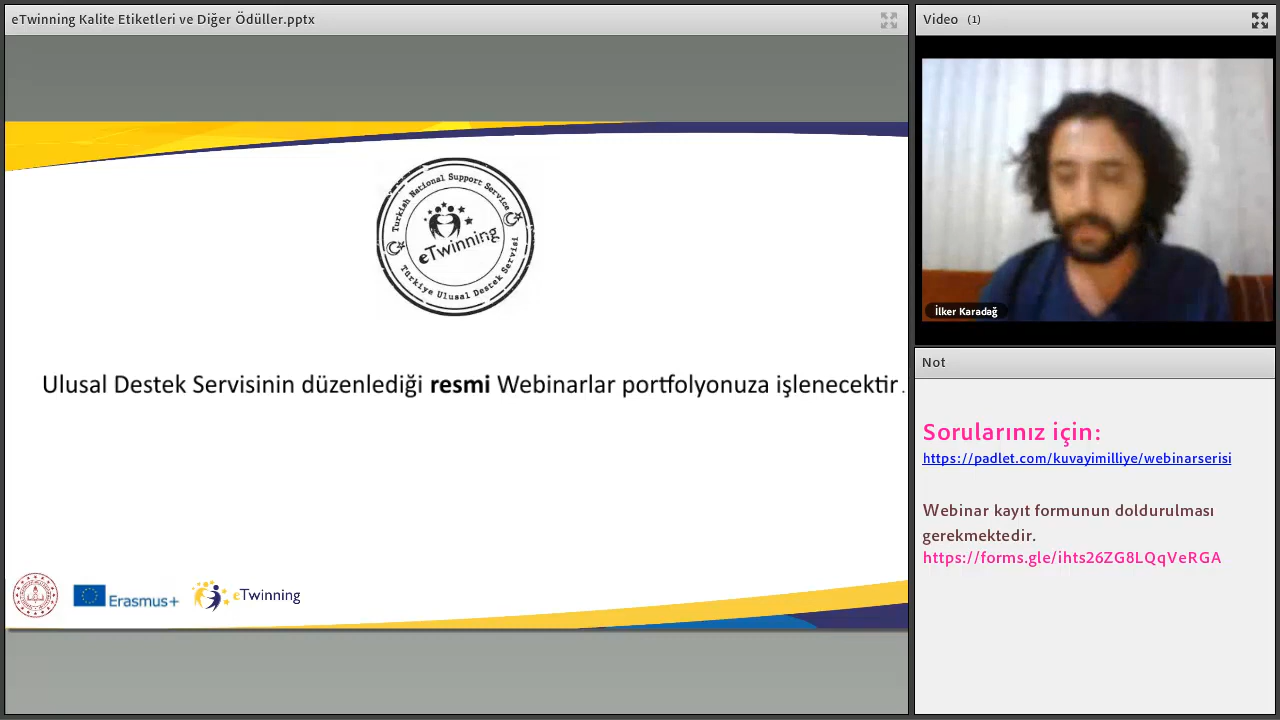 eTwinning Kalite Etiketleri ve Diğer Ödüller.pptx
Turkish National Support Service
eTwinning
Türkiye Ulusal Destek Servisi
Ulusal Destek Servisinin düzenlediği resmi Webinarlar portfolyonuza işlenecektir.
Erasmus+
eTwinning
Video (1)
İlker Karadağ
Not
Sorularınız için:
https://padlet.com/kuvayimilliye/webinarserisi
Webinar kayıt formunun doldurulması
gerekmektedir.
https://forms.gle/ihts26ZG8LQqVeRGA